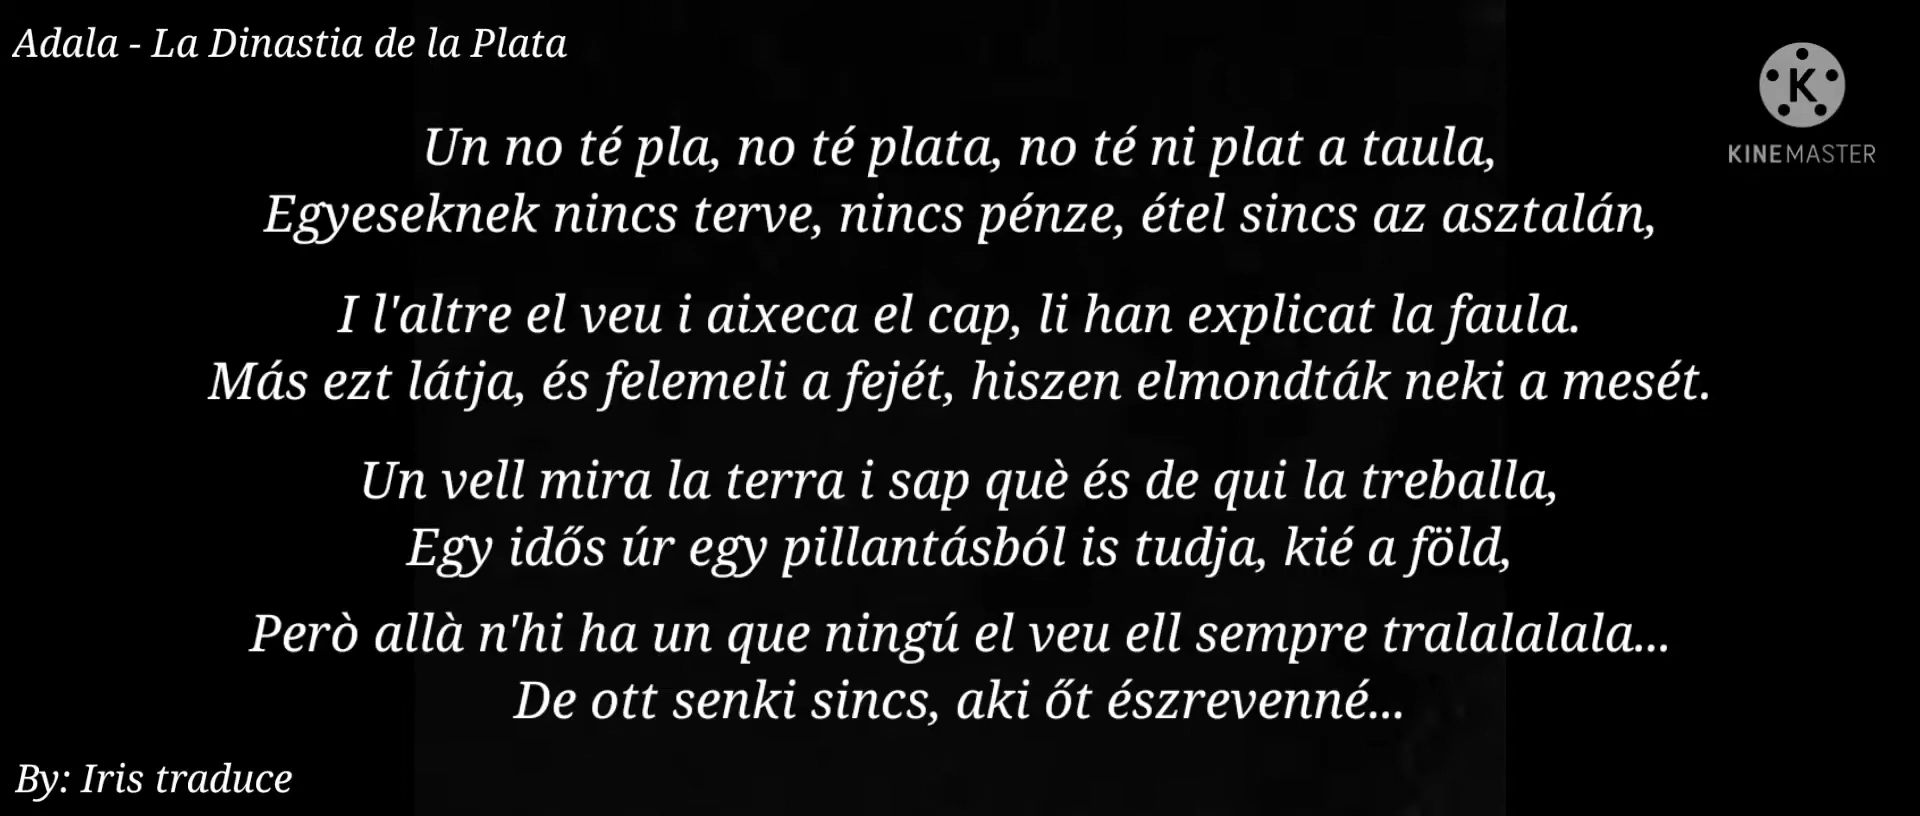 Adala - La Dinastia de la Plata
KINEMASTER
Un no té pla, no té plata, no té ni plat a taula,
Egyeseknek nincs terve, nincs pénze, étel sincs az asztalán,
I l'altre el veu i aixeca el cap, li han explicat la faula.
Más ezt látja, és felemeli a fejét, hiszen elmondták neki a mesét.
Un vell mira la terra i sap què és de qui la treballa,
Egy idős úr egy pillantásból is tudja, kié a föld,
Però allà n'hi ha un que ningú el veu ell sempre tralalalala...
De ott senki sincs, aki őt észrevenné...
By: Iris traduce